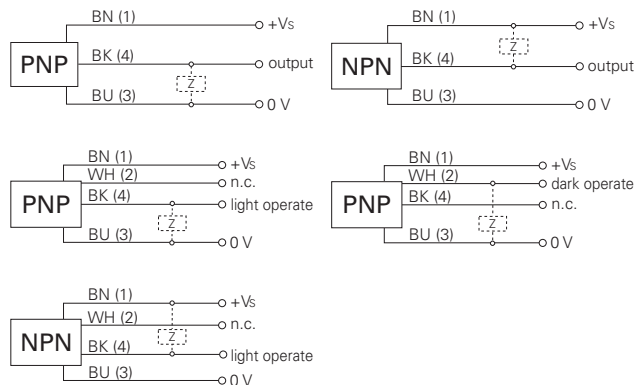 BN (1) +Vs
PNP BK (4) output
Z
BU (3) 0 V
BN (1) +Vs
Z
NPN BK (4) output
BU (3) 0 V
BN (1) +Vs
WH (2) n.c.
PNP BK (4) light operate
Z
BU (3) 0 V
BN (1) +Vs
WH (2) dark operate
PNP BK (4) n.c.
Z
BU (3) 0 V
BN (1) +Vs
WH (2) n.c.
NPN Z
BK (4) light operate
BU (3) 0 V